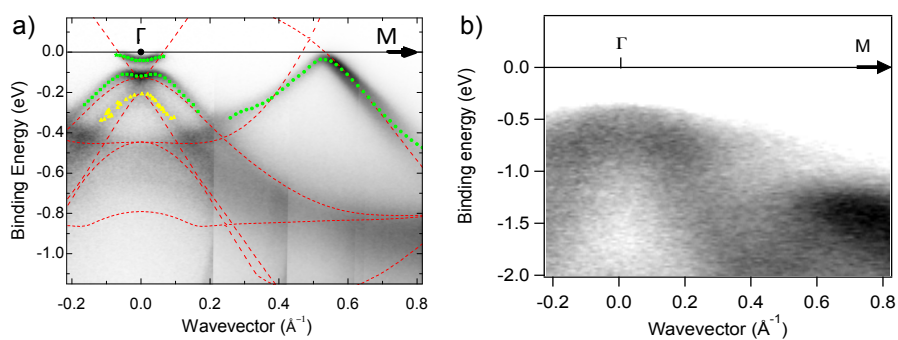 a)
Γ
M
0.0
-0.2
-0.4
-0.6
-0.8
-1.0
Binding Energy (eV)
-0.2 0.0 0.2 0.4 0.6 0.8
Wavevector (Å⁻¹)
b)
Γ
M
0.0
-0.5
-1.0
-1.5
-2.0
Binding energy (eV)
-0.2 0.0 0.2 0.4 0.6 0.8
Wavevector (Å⁻¹)